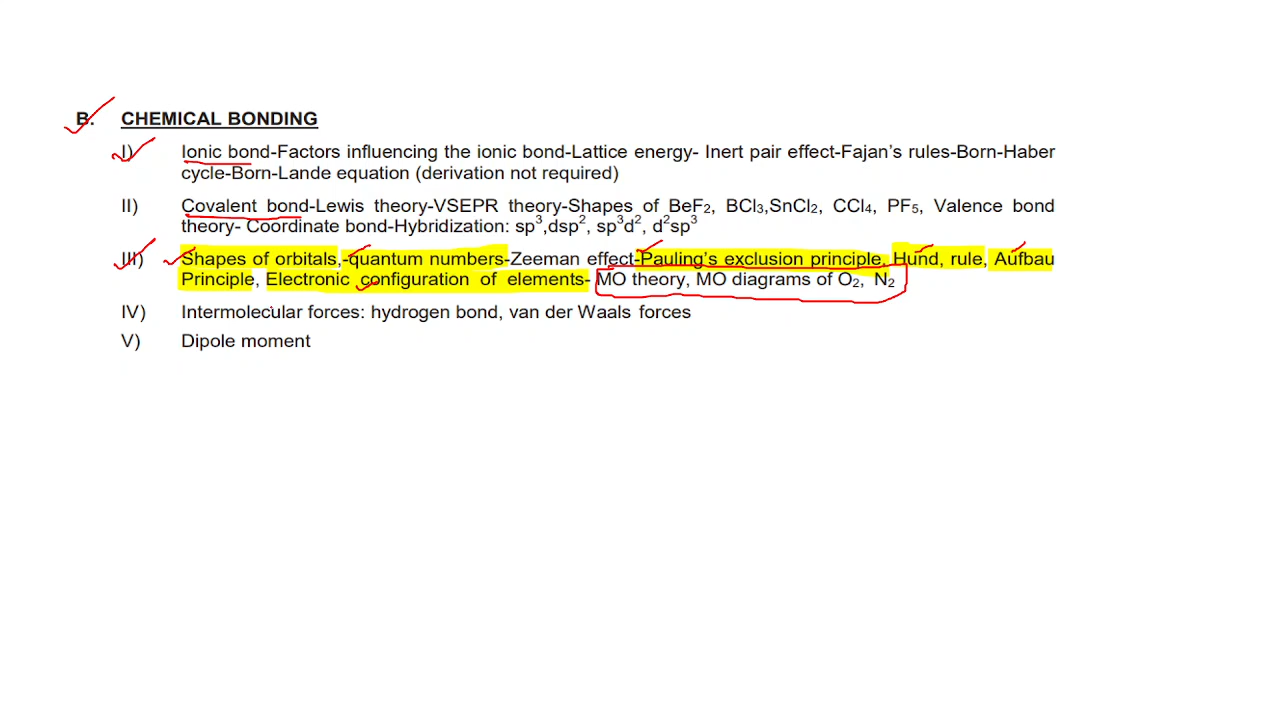 B. CHEMICAL BONDING
I) Ionic bond-Factors influencing the ionic bond-Lattice energy- Inert pair effect-Fajan's rules-Born-Haber
cycle-Born-Lande equation (derivation not required)
II) Covalent bond-Lewis theory-VSEPR theory-Shapes of BeF₂, BCl₃,SnCl₂, CCl₄, PF₅, Valence bond
theory- Coordinate bond-Hybridization: sp³,dsp², sp³d², d²sp³
III) Shapes of orbitals,-quantum numbers-Zeeman effect-Pauling's exclusion principle, Hund, rule, Aufbau
Principle, Electronic configuration of elements- MO theory, MO diagrams of O₂, N₂
IV) Intermolecular forces: hydrogen bond, van der Waals forces
V) Dipole moment